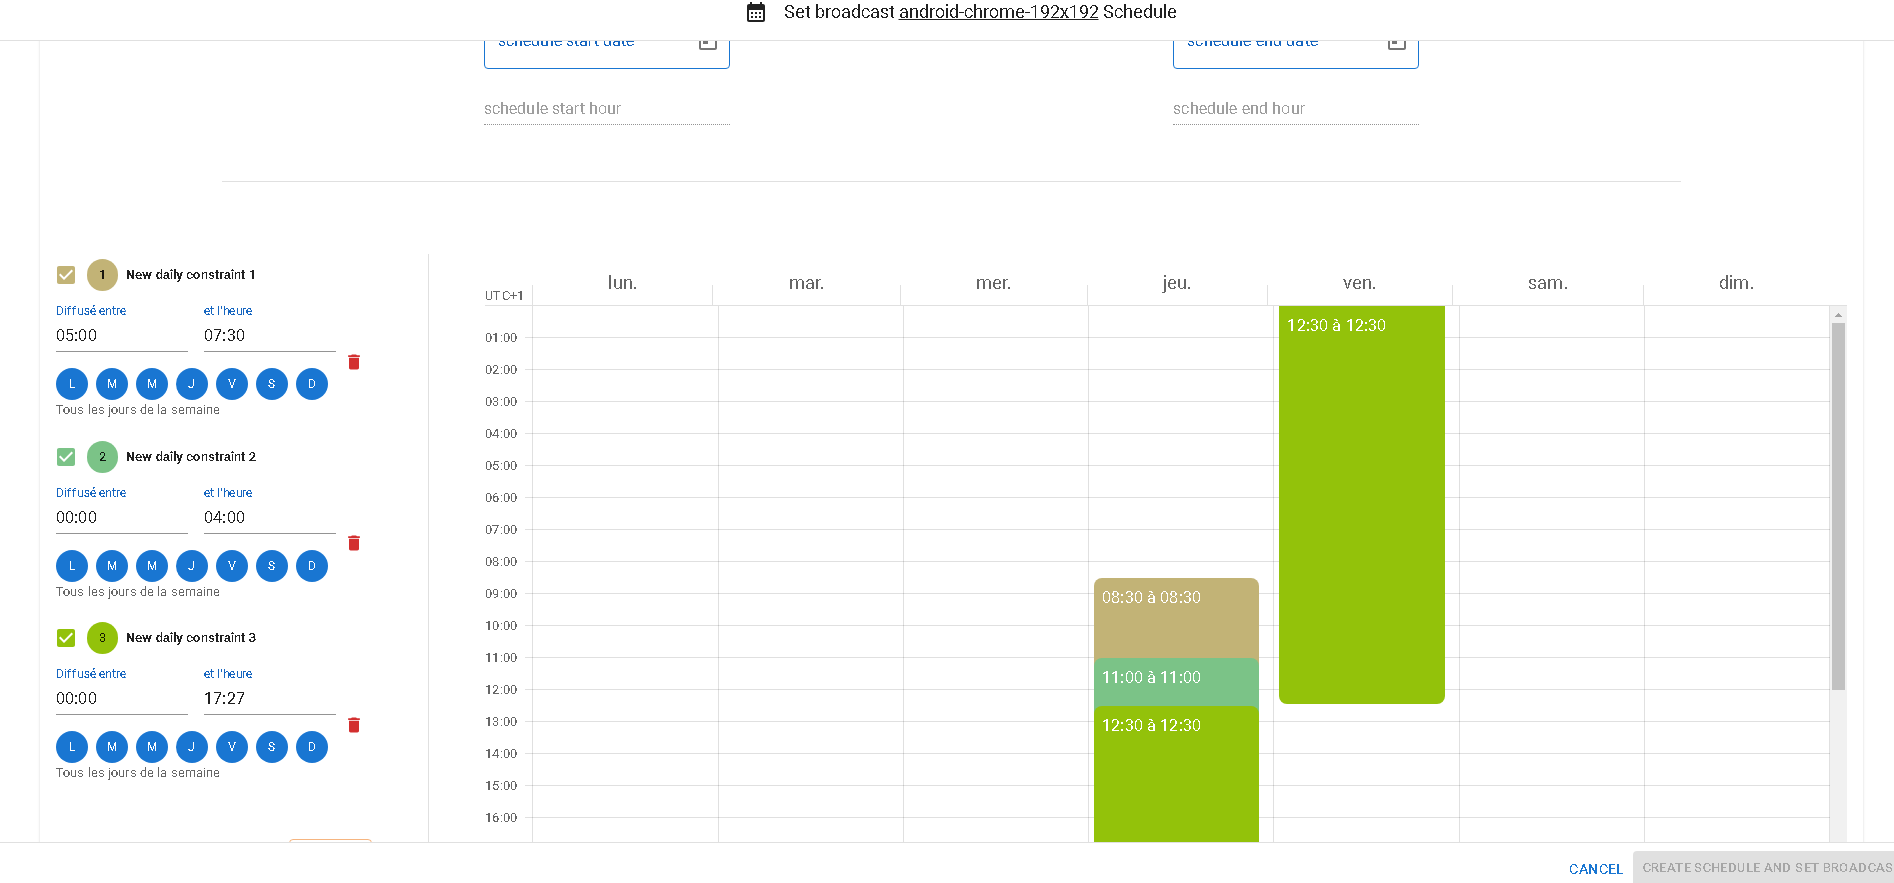 Set broadcast android-chrome-192x192 Schedule
schedule start date
schedule end date
schedule start hour
schedule end hour
1 New daily constraint 1
Diffusé entre et l'heure
05:00 07:30
L M M J V S D
Tous les jours de la semaine
2 New daily constraint 2
Diffusé entre et l'heure
00:00 04:00
L M M J V S D
Tous les jours de la semaine
3 New daily constraint 3
Diffusé entre et l'heure
00:00 17:27
L M M J V S D
Tous les jours de la semaine
UTC+1 lun. mar. mer. jeu. ven. sam. dim.
12:30 à 12:30
01:00
02:00
03:00
04:00
05:00
06:00
07:00
08:00
09:00 08:30 à 08:30
10:00
11:00
11:00 à 11:00
12:00
13:00 12:30 à 12:30
14:00
15:00
16:00
CANCEL CREATE SCHEDULE AND SET BROADCAS